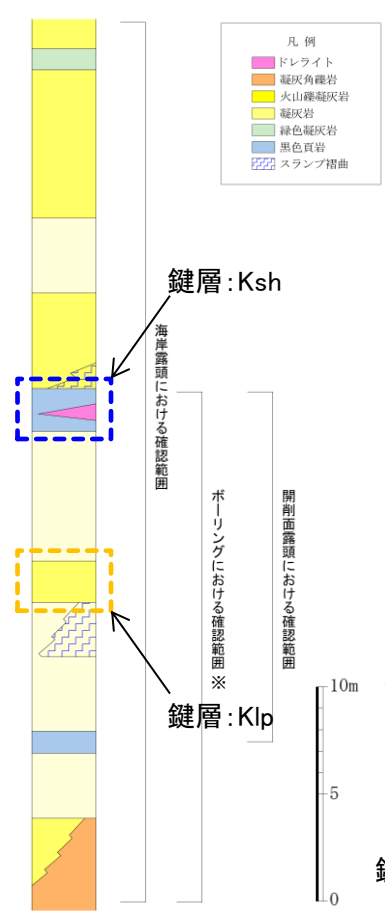 凡 例
ドレライト
凝灰角礫岩
火山礫凝灰岩
凝灰岩
緑色凝灰岩
黒色頁岩
スランプ褶曲
鍵層：Ksh
海岸露頭における確認範囲
ボーリングにおける確認範囲※
開削面露頭における確認範囲
鍵層：Klp
10m
5
0